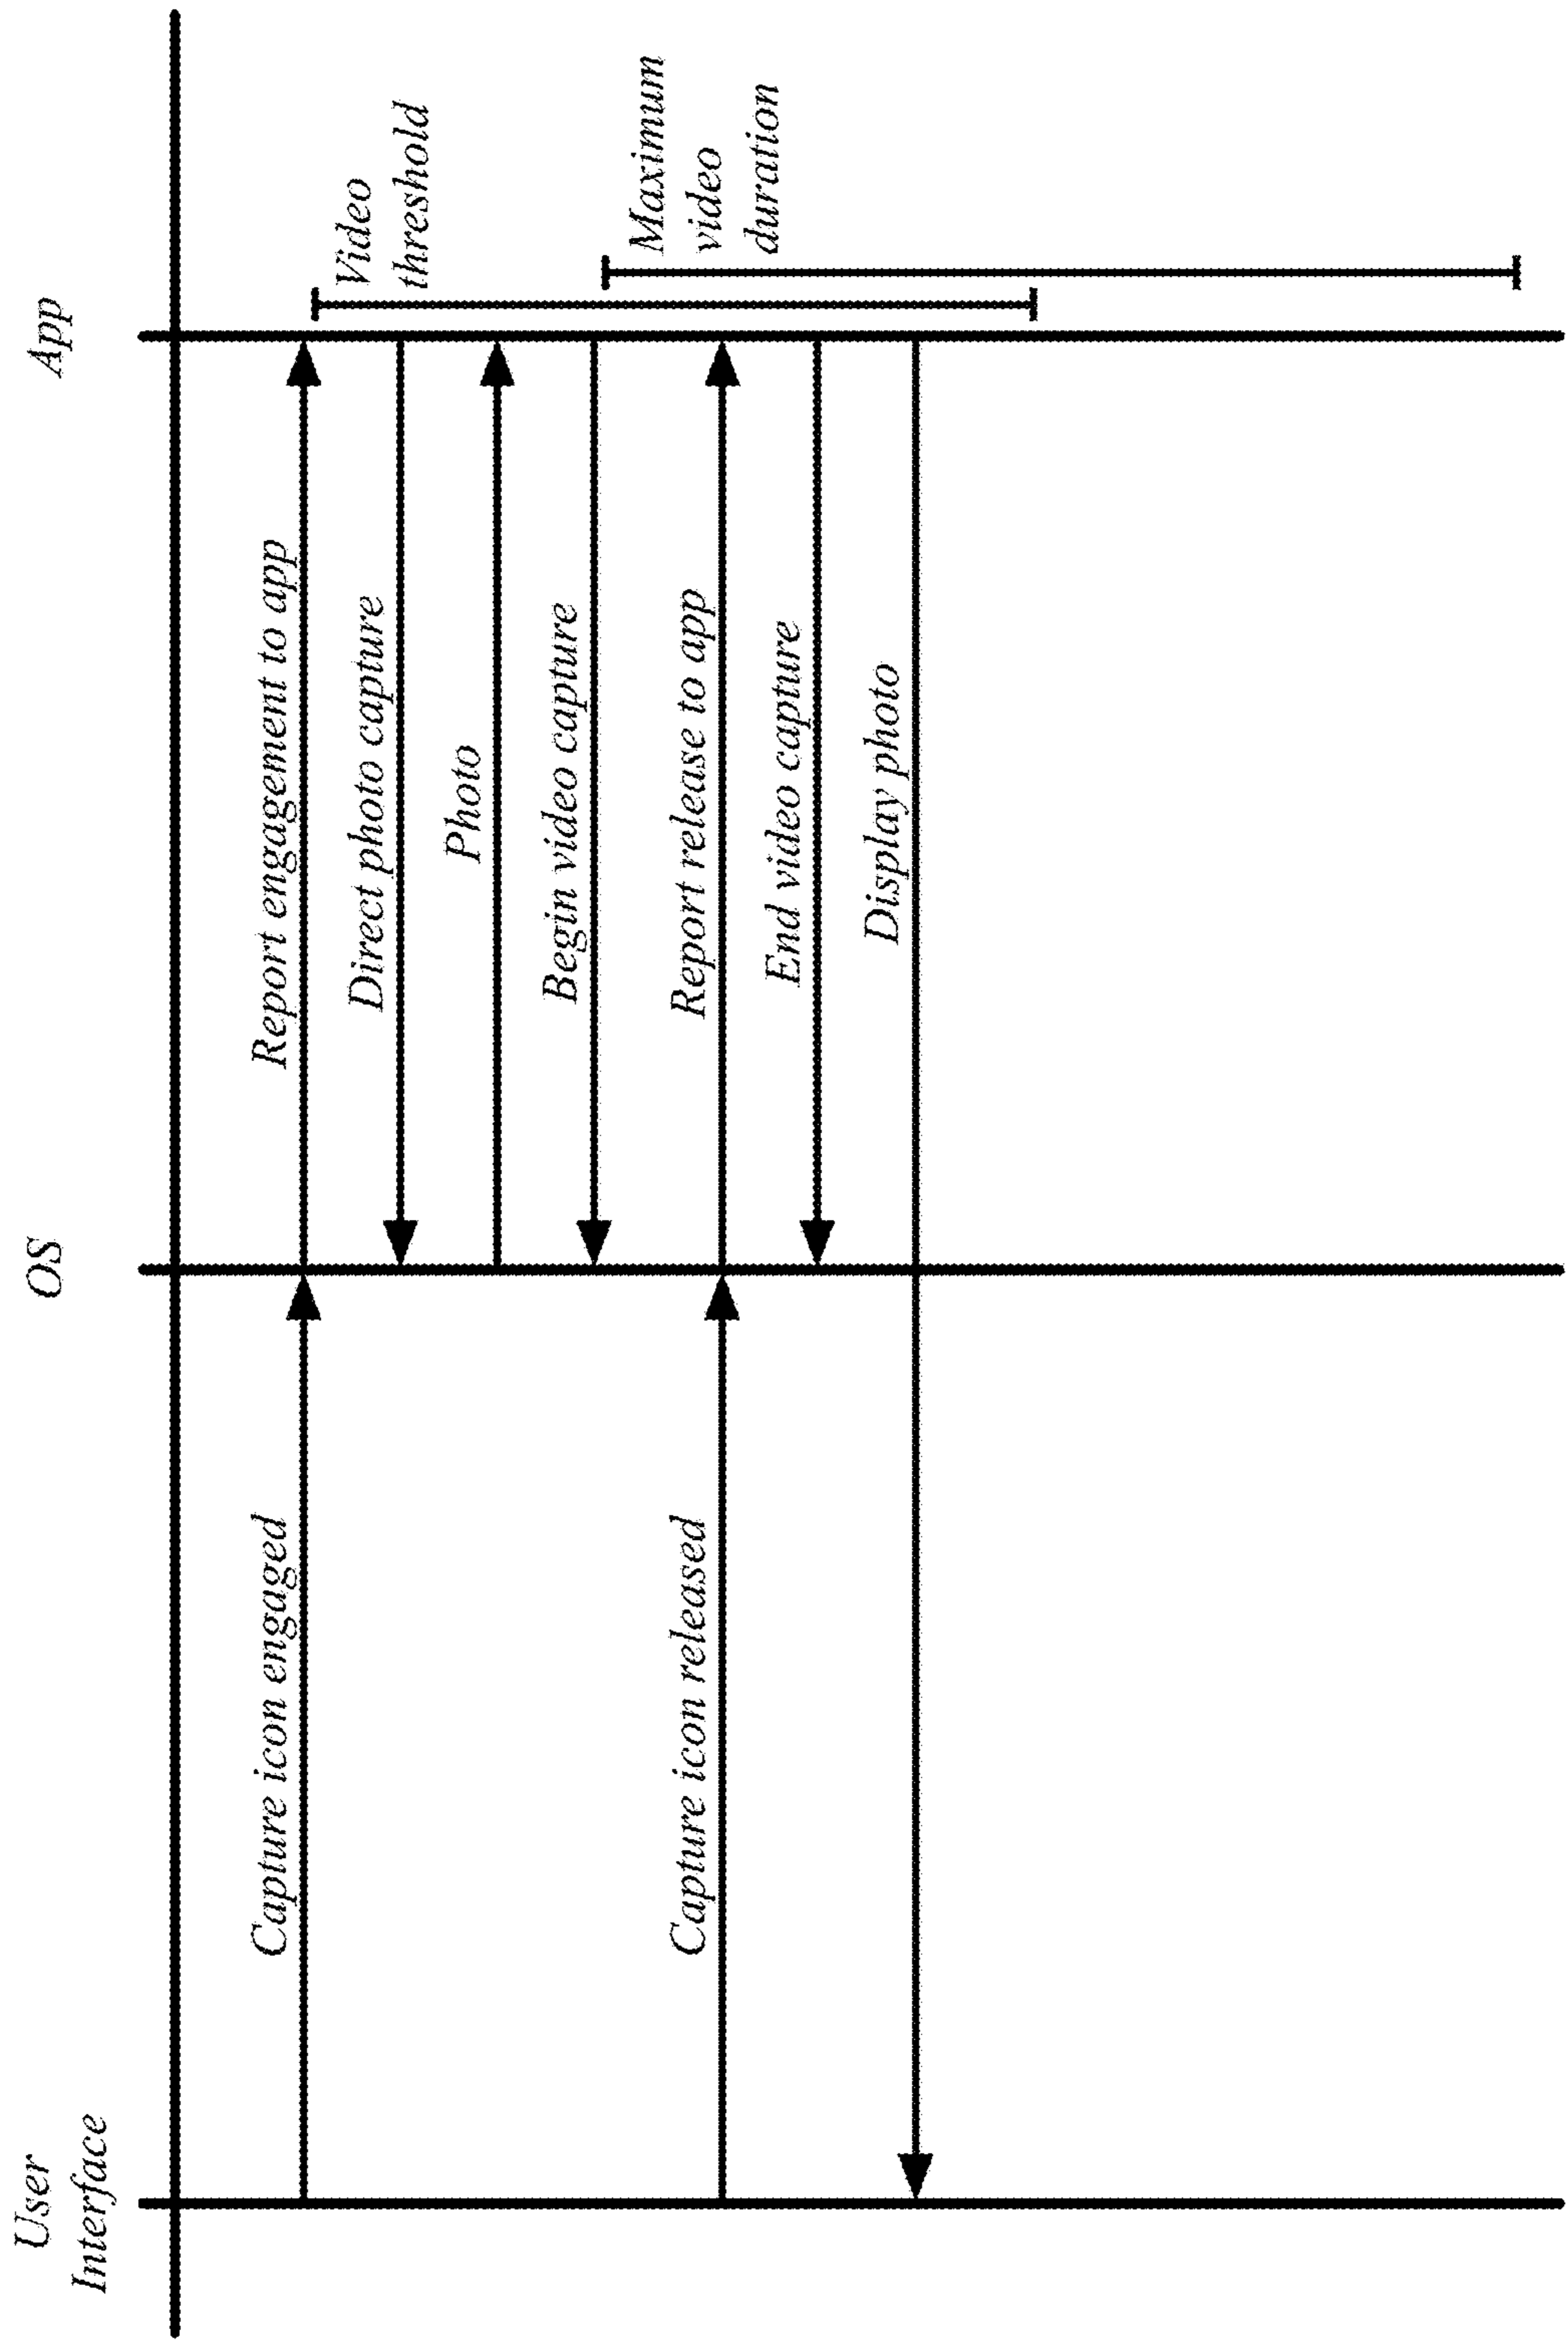 User
Interface
OS
App
Capture icon engaged
Report engagement to app
Video
threshold
Direct photo capture
Photo
Begin video capture
Maximum
video
duration
Capture icon released
Report release to app
End video capture
Display photo